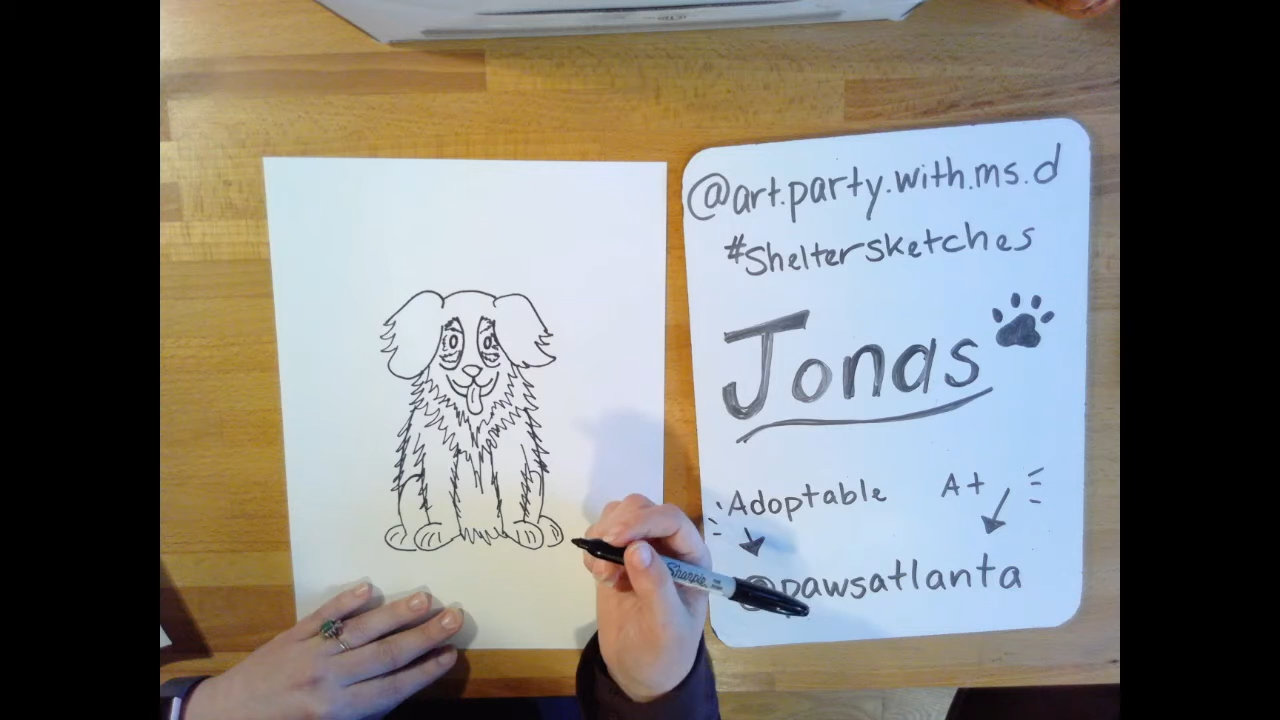 @art.party.with.ms.d
#Sheltersketches
Jonas
Adoptable A+
@pawsatlanta
Sharpie